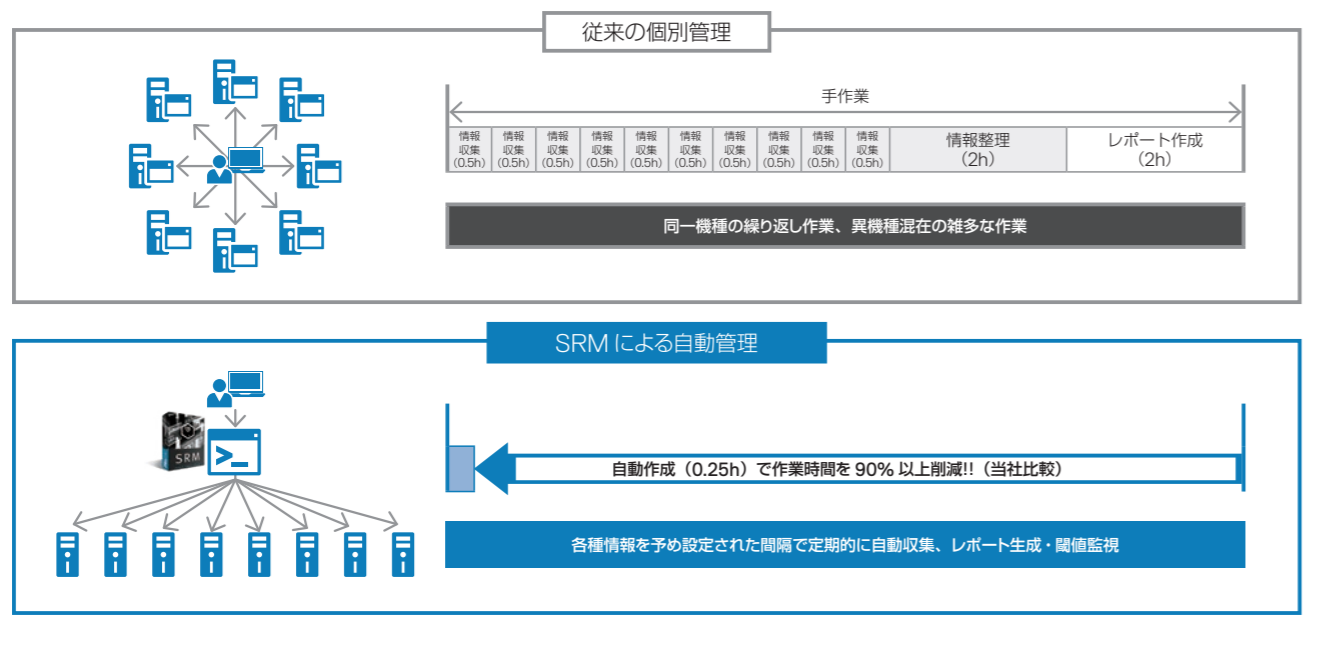 従来の個別管理
手作業
情報
収集
(0.5h)
情報
収集
(0.5h)
情報
収集
(0.5h)
情報
収集
(0.5h)
情報
収集
(0.5h)
情報
収集
(0.5h)
情報
収集
(0.5h)
情報
収集
(0.5h)
情報
収集
(0.5h)
情報
収集
(0.5h)
情報整理
（2h）
レポート作成
（2h）
同一機種の繰り返し作業、異機種混在の雑多な作業
SRM による自動管理
SRM
>_
自動作成（0.25h）で作業時間を 90% 以上削減!!（当社比較）
各種情報を予め設定された間隔で定期的に自動収集、レポート生成・閾値監視